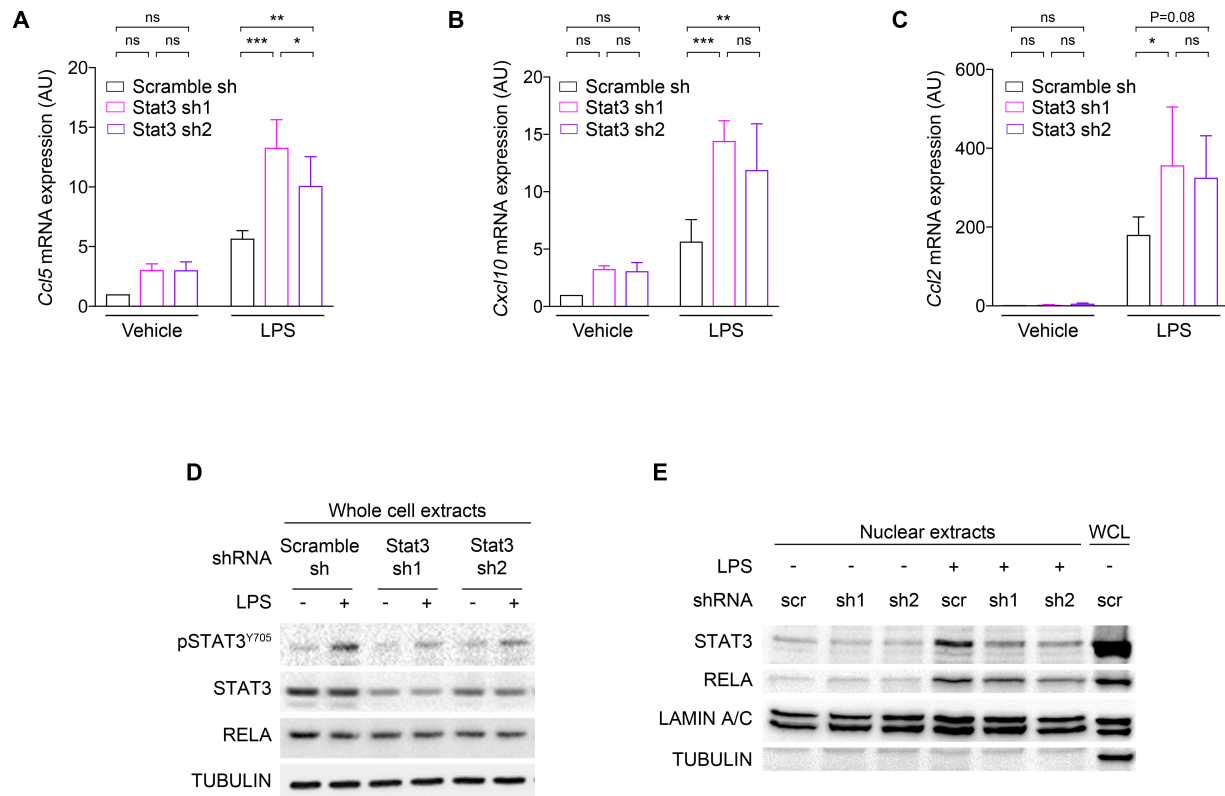 A
ns
**
ns
ns
***
*
Ccl5 mRNA expression (AU)
20
15
10
5
0
Scramble sh
Stat3 sh1
Stat3 sh2
Vehicle
LPS
B
ns
**
ns
ns
***
ns
Cxcl10 mRNA expression (AU)
20
15
10
5
0
Scramble sh
Stat3 sh1
Stat3 sh2
Vehicle
LPS
C
ns
P=0.08
ns
ns
*
ns
Ccl2 mRNA expression (AU)
600
400
200
0
Scramble sh
Stat3 sh1
Stat3 sh2
Vehicle
LPS
D
Whole cell extracts
shRNA
Scramble sh
Stat3 sh1
Stat3 sh2
LPS - + - + - +
pSTAT3Y705
STAT3
RELA
TUBULIN
E
Nuclear extracts WCL
LPS - - - + + + -
shRNA scr sh1 sh2 scr sh1 sh2 scr
STAT3
RELA
LAMIN A/C
TUBULIN